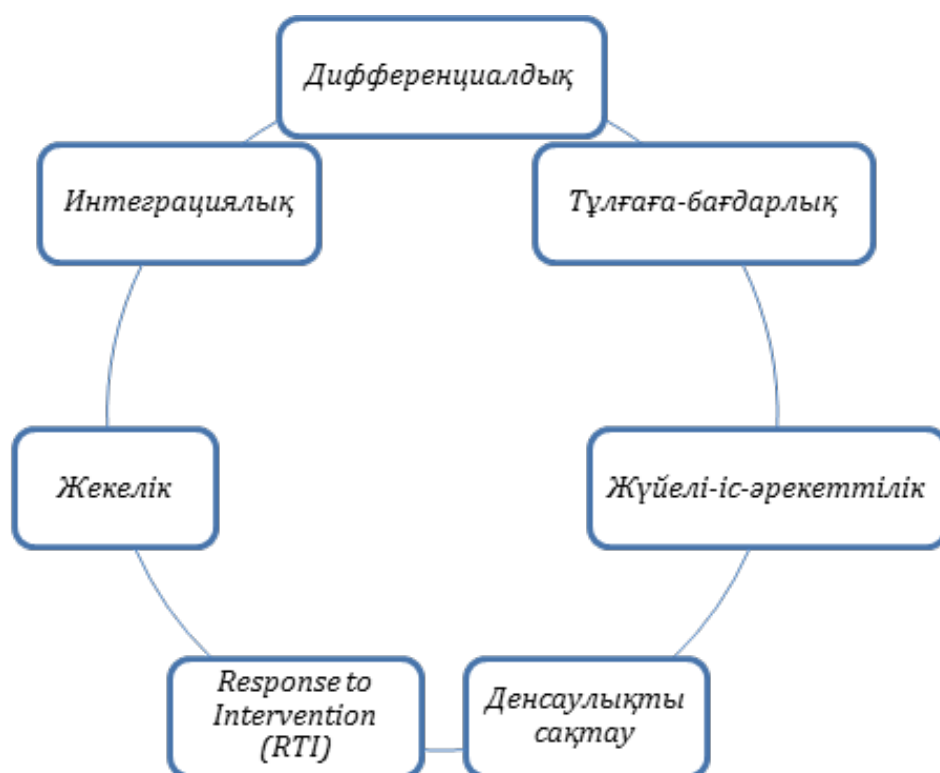 Дифференциалдық
Интеграциялық
Тұлғаға-бағдарлық
Жекелік
Жүйелі-іс-әрекеттілік
Response to
Intervention
(RTI)
Денсаулықты
сақтау